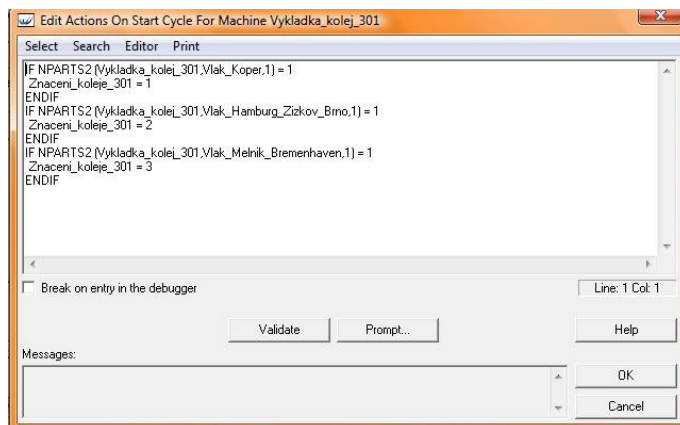 Edit Actions On Start Cycle For Machine Vykladka_kolej_301
Select Search Editor Print
IF NPARTS2 (Vykladka_kolej_301,Vlak_Koper,1) = 1
Znaceni_koleje_301 = 1
ENDIF
IF NPARTS2 (Vykladka_kolej_301,Vlak_Hamburg_Zizkov_Brno,1) = 1
Znaceni_koleje_301 = 2
ENDIF
IF NPARTS2 (Vykladka_kolej_301,Vlak_Melnik_Bremenhaven,1) = 1
Znaceni_koleje_301 = 3
ENDIF
Break on entry in the debugger
Line: 1 Col: 1
Validate Prompt... Help
Messages:
OK
Cancel